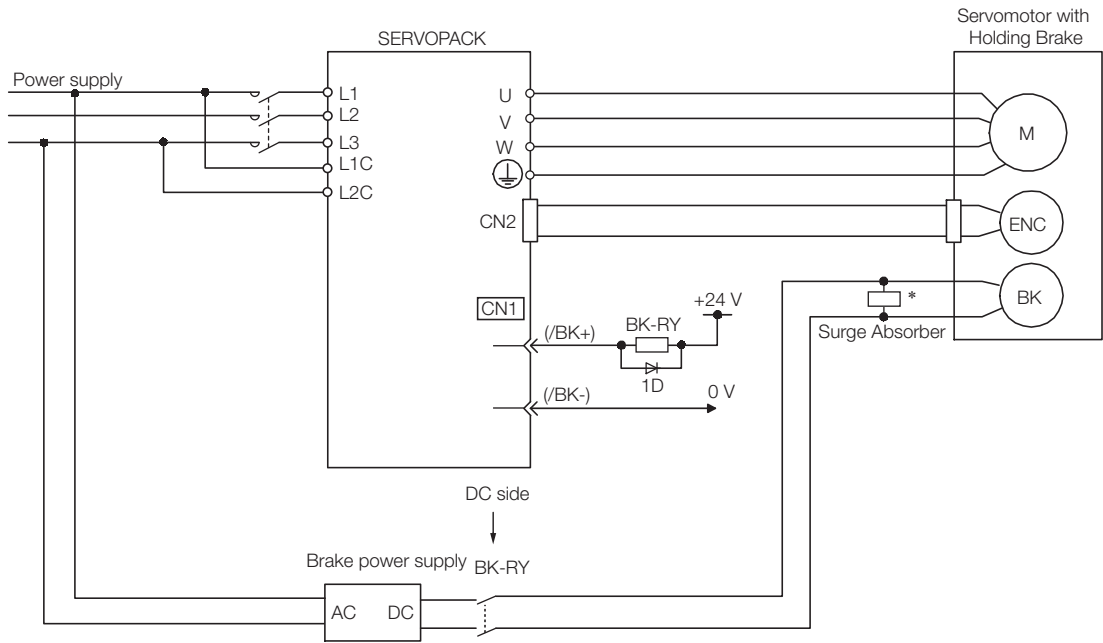 Servomotor with
Holding Brake
SERVOPACK
Power supply
L1
L2
L3
L1C
L2C
U
V
W
M
CN2
ENC
CN1
BK
*
Surge Absorber
+24 V
BK-RY
(/BK+)
1D
(/BK-)
0 V
DC side
Brake power supply
BK-RY
AC
DC